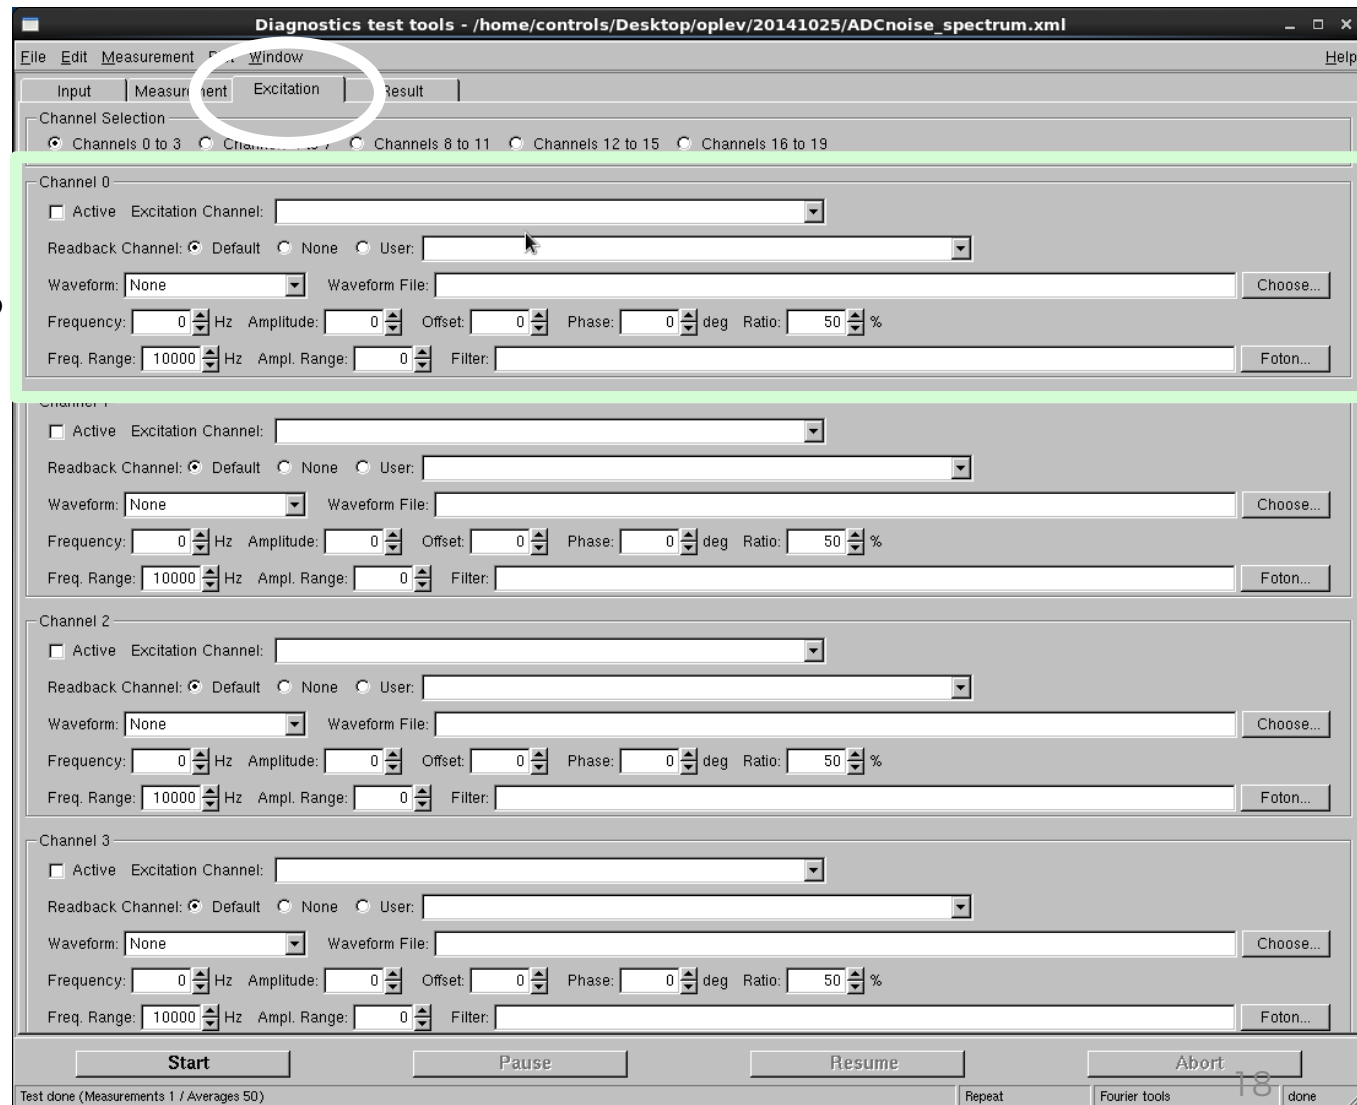 Diagnostics test tools - /home/controls/Desktop/oplev/20141025/ADCnoise_spectrum.xml
File Edit Measurement Window Help
Input Measurement Excitation Result
Channel Selection
Channels 0 to 3 Channels 8 to 11 Channels 12 to 15 Channels 16 to 19
Channel 0
Active Excitation Channel:
Readback Channel: Default None User:
Waveform: None Waveform File: Choose...
Frequency: 0 Hz Amplitude: 0 Offset: 0 Phase: 0 deg Ratio: 50 %
Freq. Range: 10000 Hz Ampl. Range: 0 Filter: Foton...
Active Excitation Channel:
Readback Channel: Default None User:
Waveform: None Waveform File: Choose...
Frequency: 0 Hz Amplitude: 0 Offset: 0 Phase: 0 deg Ratio: 50 %
Freq. Range: 10000 Hz Ampl. Range: 0 Filter: Foton...
Channel 2
Active Excitation Channel:
Readback Channel: Default None User:
Waveform: None Waveform File: Choose...
Frequency: 0 Hz Amplitude: 0 Offset: 0 Phase: 0 deg Ratio: 50 %
Freq. Range: 10000 Hz Ampl. Range: 0 Filter: Foton...
Channel 3
Active Excitation Channel:
Readback Channel: Default None User:
Waveform: None Waveform File: Choose...
Frequency: 0 Hz Amplitude: 0 Offset: 0 Phase: 0 deg Ratio: 50 %
Freq. Range: 10000 Hz Ampl. Range: 0 Filter: Foton...
Start Pause Resume Abort
18
Test done (Measurements 1 / Averages 50) Repeat Fourier tools done